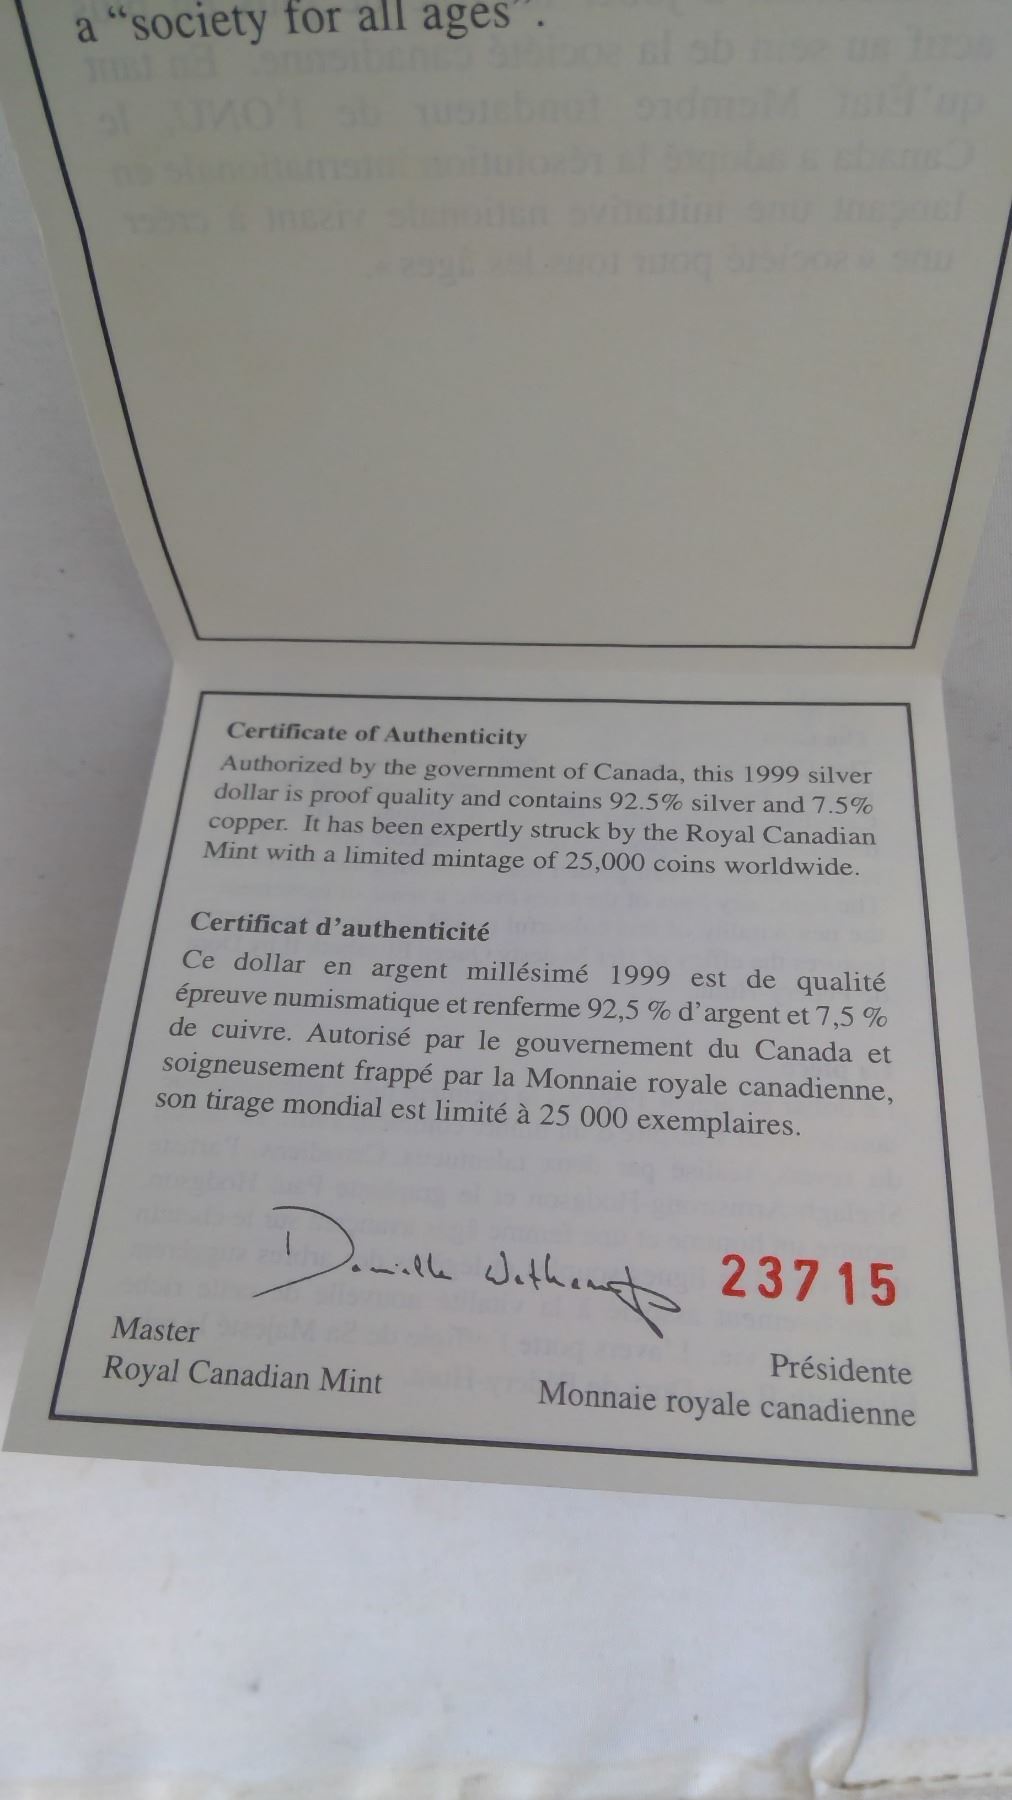 a “society for all ages”.
Certificate of Authenticity
Authorized by the government of Canada, this 1999 silver
dollar is proof quality and contains 92.5% silver and 7.5%
copper. It has been expertly struck by the Royal Canadian
Mint with a limited mintage of 25,000 coins worldwide.
Certificat d’authenticité
Ce dollar en argent millésimé 1999 est de qualité
épreuve numismatique et renferme 92,5 % d’argent et 7,5 %
de cuivre. Autorisé par le gouvernement du Canada et
soigneusement frappé par la Monnaie royale canadienne,
son tirage mondial est limité à 25 000 exemplaires.
23715
Master
Royal Canadian Mint
Présidente
Monnaie royale canadienne